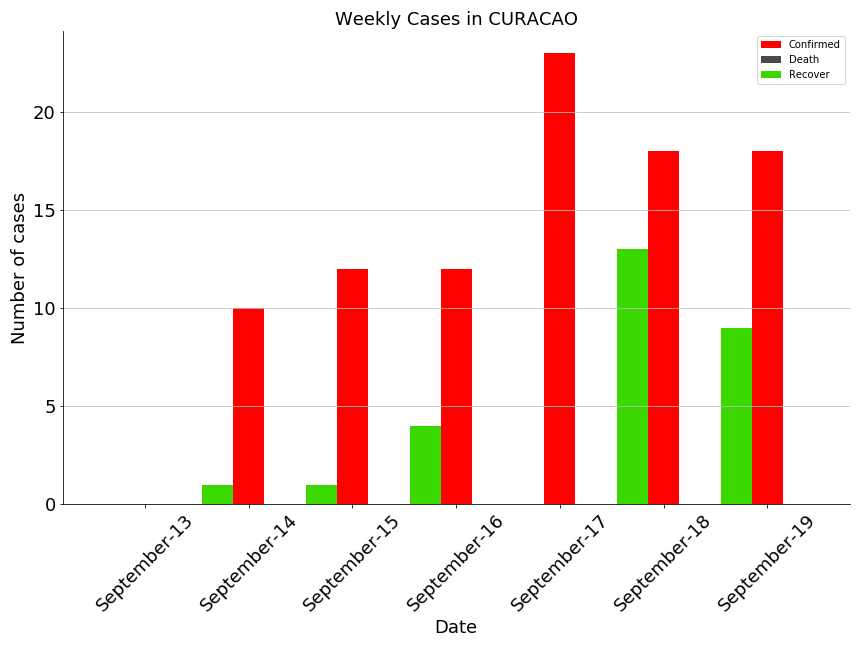 Weekly Cases in CURACAO
Confirmed
Death
Recover
Number of cases
20
15
10
5
0
September-13
September-14
September-15
September-16
September-17
September-18
September-19
Date